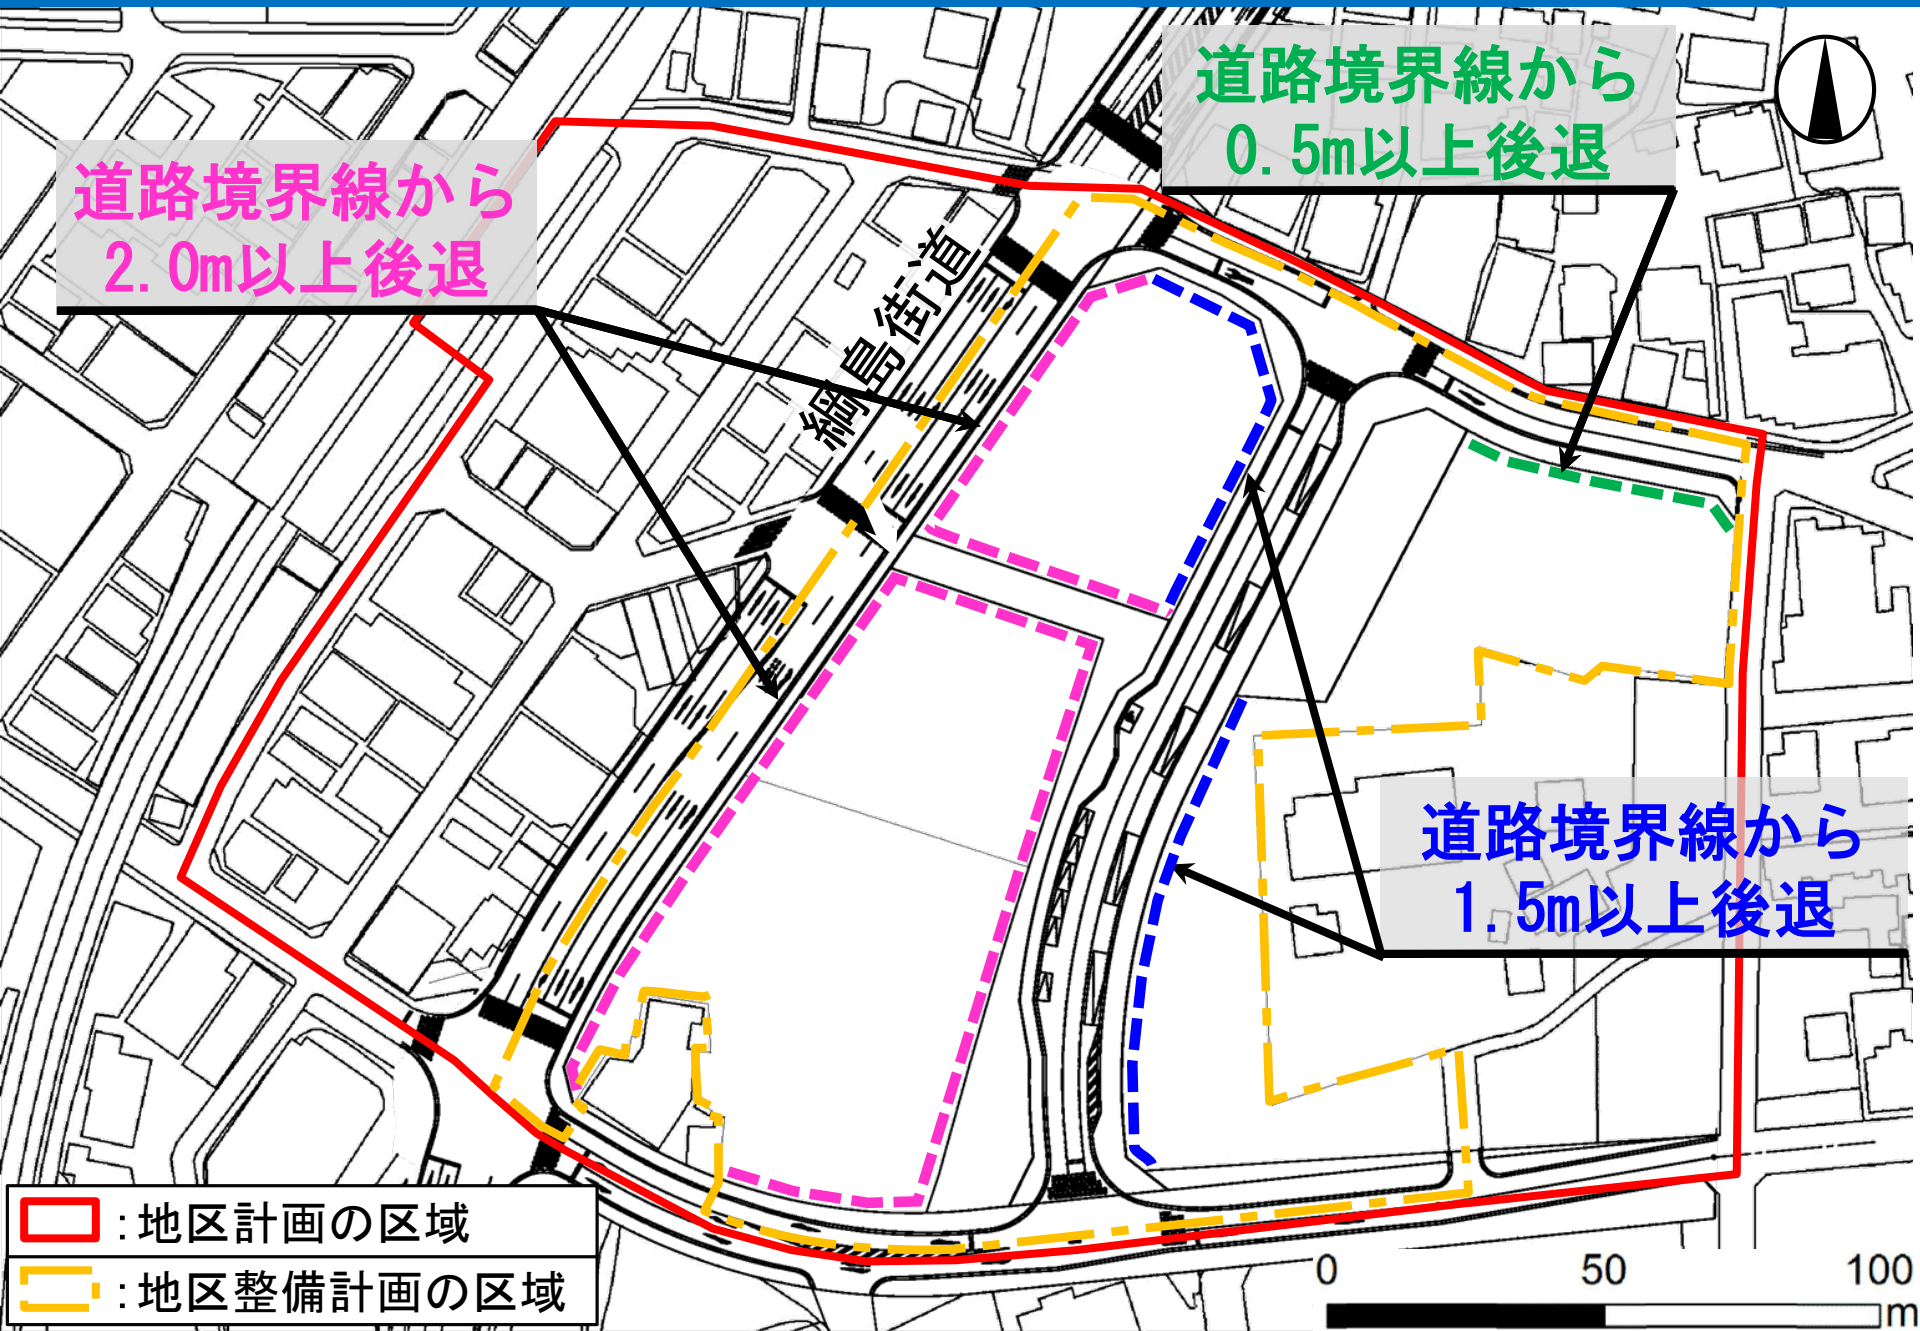 道路境界線から
0.5m以上後退
道路境界線から
2.0m以上後退
綱島街道
道路境界線から
1.5m以上後退
:地区計画の区域
:地区整備計画の区域
0 50 100
m